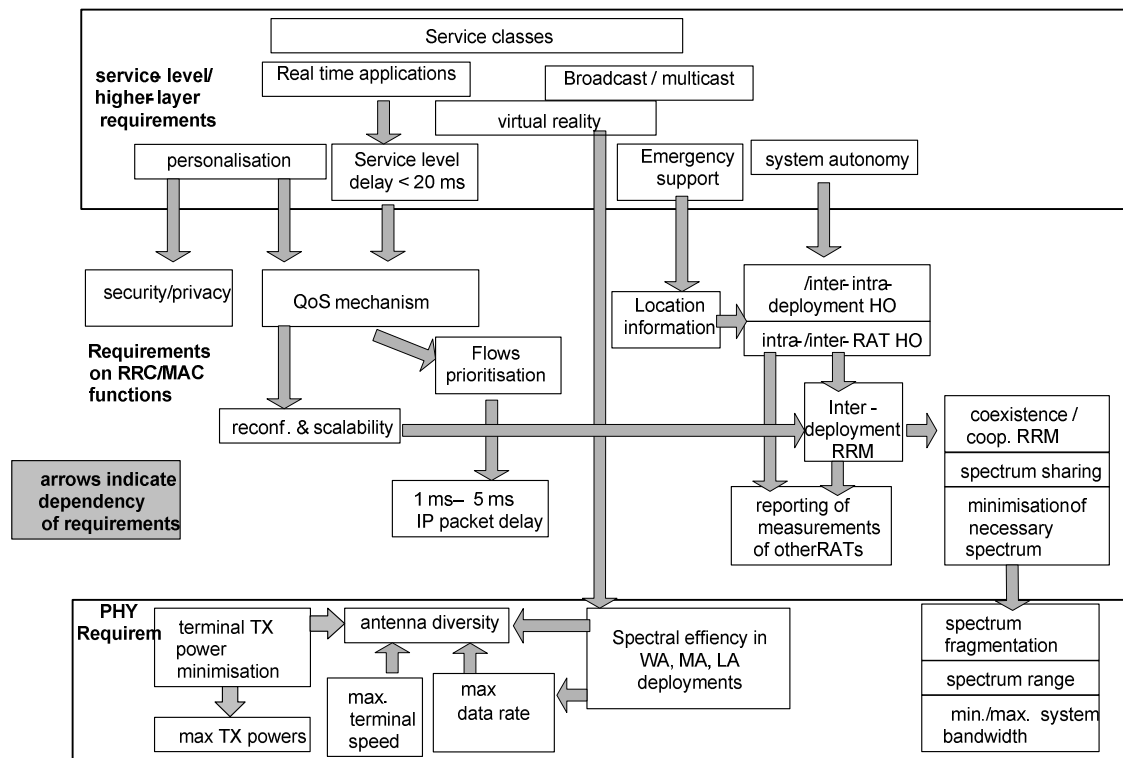 Service classes
Real time applications
Broadcast / multicast
service-level/
higher-layer
requirements
virtual reality
personalisation
Service level
delay < 20 ms
Emergency
support
system autonomy
security/privacy
QoS mechanism
Location
information
/inter-intra-
deployment HO
intra-/inter-RAT HO
Requirements
on RRC/MAC
functions
Flows
prioritisation
reconf. & scalability
Inter-
deployment
RRM
coexistence /
coop. RRM
spectrum sharing
minimisation of
necessary
spectrum
arrows indicate
dependency
of requirements
1 ms– 5 ms
IP packet delay
reporting of
measurements
of otherRATs
PHY
Requirem
terminal TX
power
minimisation
antenna diversity
Spectral effiency in
WA, MA, LA
deployments
spectrum
fragmentation
spectrum range
min./max. system
bandwidth
max TX powers
max.
terminal
speed
max
data rate